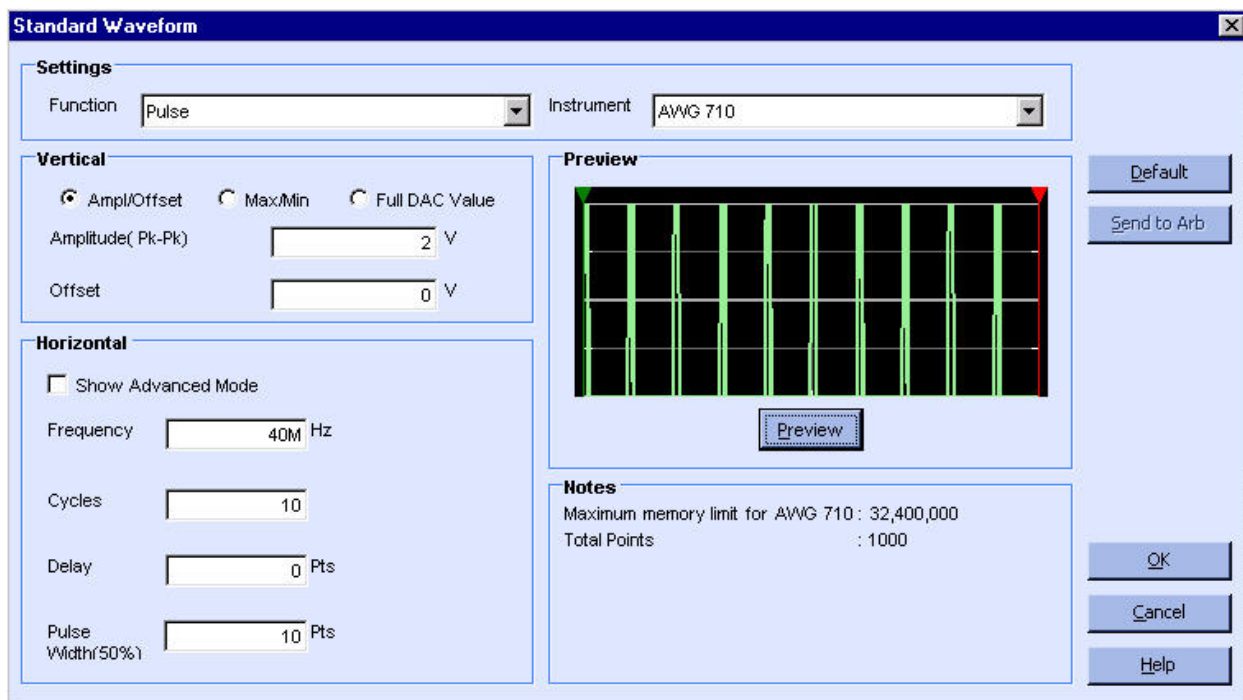 Standard Waveform
Settings
Function Pulse Instrument AWG 710
Vertical
Ampl/Offset Max/Min Full DAC Value
Amplitude( Pk-Pk) 2 V
Offset 0 V
Preview
Preview
Default
Send to Arb
Horizontal
Show Advanced Mode
Frequency 40M Hz
Cycles 10
Delay 0 Pts
Pulse
Width(50%) 10 Pts
Notes
Maximum memory limit for AWG 710 : 32,400,000
Total Points : 1000
OK
Cancel
Help